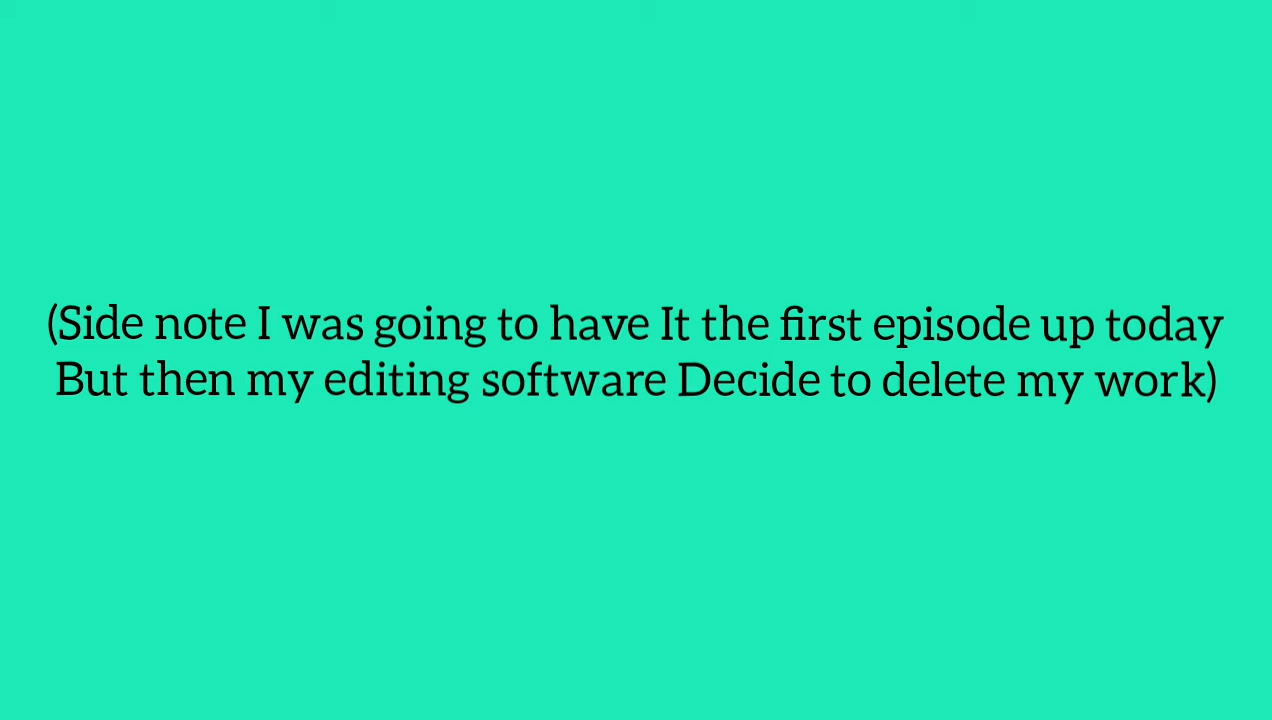 (Side note I was going to have It the first episode up today
But then my editing software Decide to delete my work)